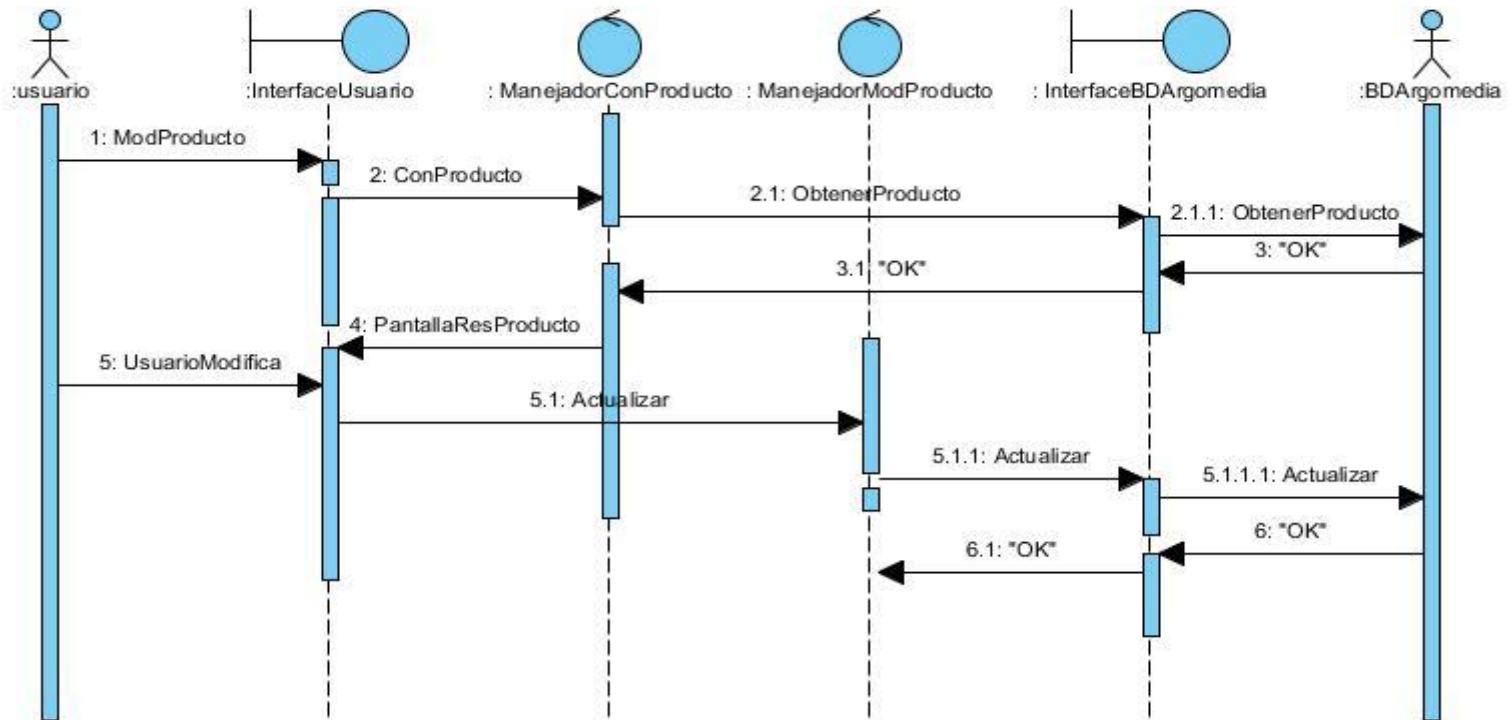 :usuario
:InterfaceUsuario
: ManejadorConProducto
: ManejadorModProducto
: InterfaceBDArgomedia
:BDArgomedia
1: ModProducto
2: ConProducto
2.1: ObtenerProducto
2.1.1: ObtenerProducto
3: "OK"
3.1: "OK"
4: PantallaResProducto
5: UsuarioModifica
5.1: Actualizar
5.1.1: Actualizar
5.1.1.1: Actualizar
6: "OK"
6.1: "OK"